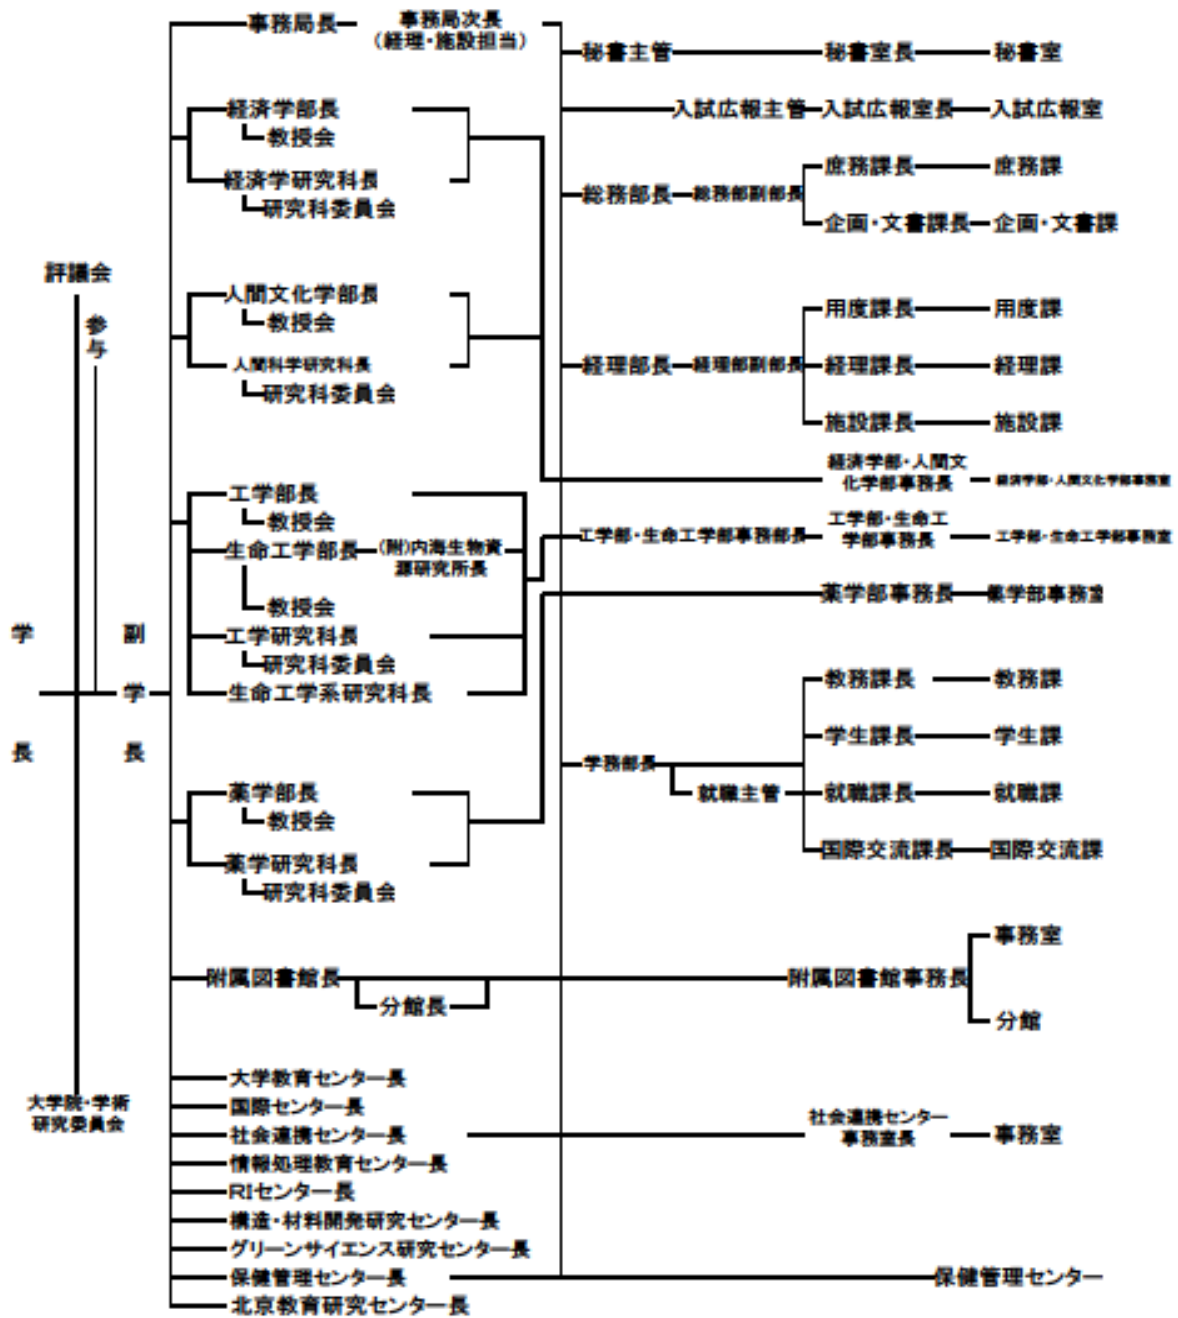 事務局長
事務局次長
（経理・施設担当）
秘書主管
秘書室長
秘書室
経済学部長
入試広報主管
入試広報室長
入試広報室
教授会
庶務課長
庶務課
経済学研究科長
総務部長
総務部副部長
研究科委員会
企画・文書課長
企画・文書課
評議会
人間文化学部長
用度課長
用度課
参与
教授会
人間科学研究科長
経理部長
経理部副部長
経理課長
経理課
研究科委員会
施設課長
施設課
経済学部・人間文
化学部事務長
経済学部・人間文化学部事務室
工学部長
教授会
工学部・生命工学部事務部長
工学部・生命工
学部事務長
工学部・生命工学部事務室
生命工学部長
(附)内海生物資
源研究所長
薬学部事務長
薬学部事務室
教授会
学長
副学長
工学研究科長
研究科委員会
教務課長
教務課
生命工学系研究科長
学生課長
学生課
学務部長
薬学部長
就職主管
就職課長
就職課
教授会
国際交流課長
国際交流課
薬学研究科長
研究科委員会
事務室
附属図書館長
附属図書館事務長
分館長
分館
大学教育センター長
大学院・学術
研究委員会
国際センター長
社会連携センター長
社会連携センター
事務室長
事務室
情報処理教育センター長
RIセンター長
構造・材料開発研究センター長
グリーンサイエンス研究センター長
保健管理センター長
保健管理センター
北京教育研究センター長